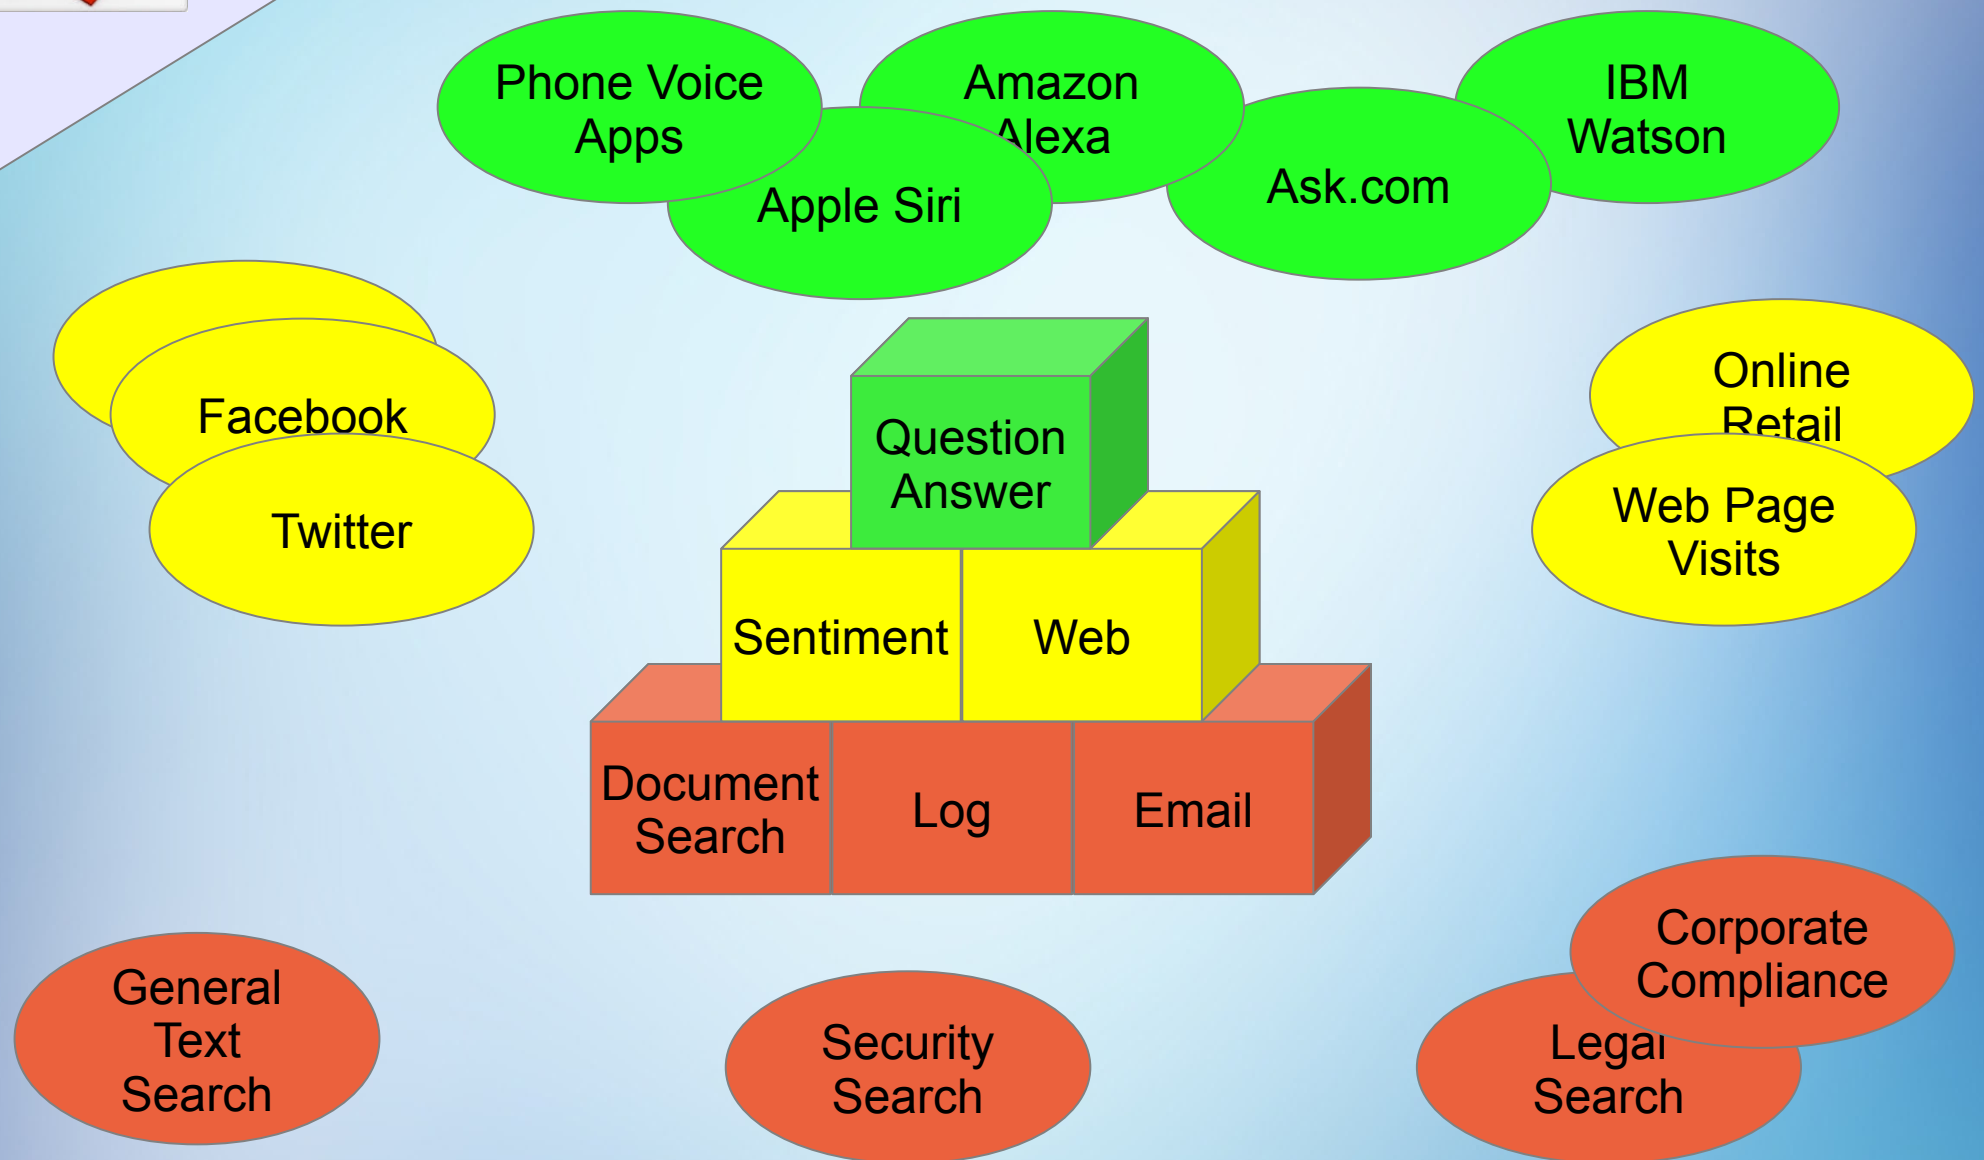 Phone Voice
Apps
Amazon
Alexa
IBM
Watson
Apple Siri
Ask.com
Facebook
Twitter
Online
Retail
Web Page
Visits
Question
Answer
Sentiment
Web
Document
Search
Log
Email
General
Text
Search
Security
Search
Corporate
Compliance
Legal
Search